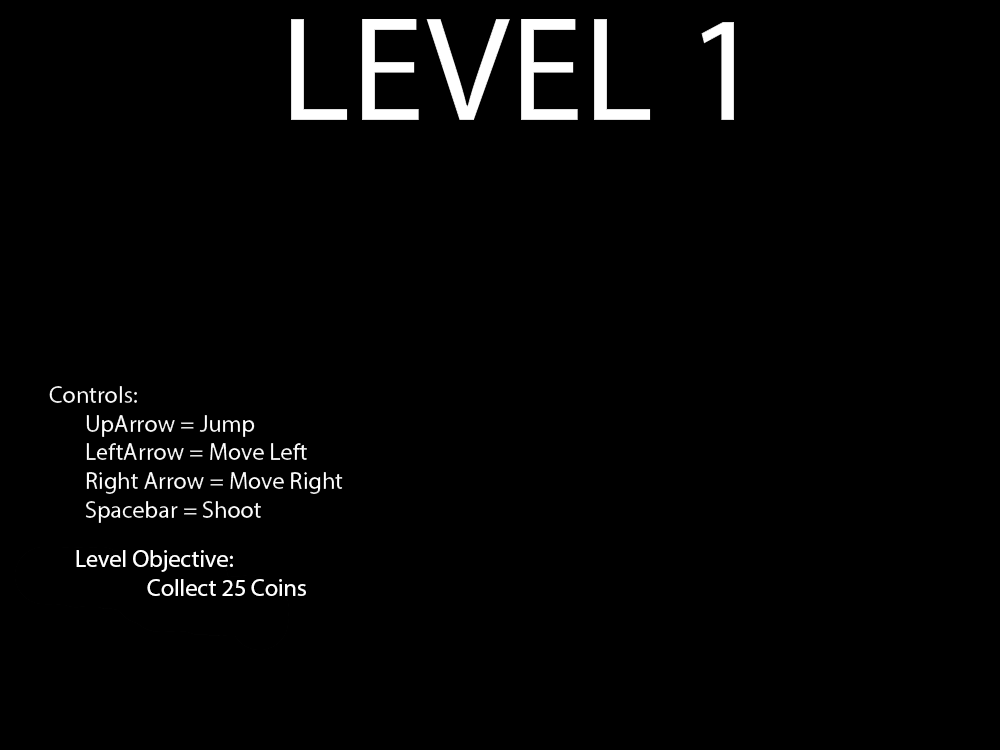 LEVEL 1
Controls:
UpArrow = Jump
LeftArrow = Move Left
Right Arrow = Move Right
Spacebar = Shoot
Level Objective:
Collect 25 Coins